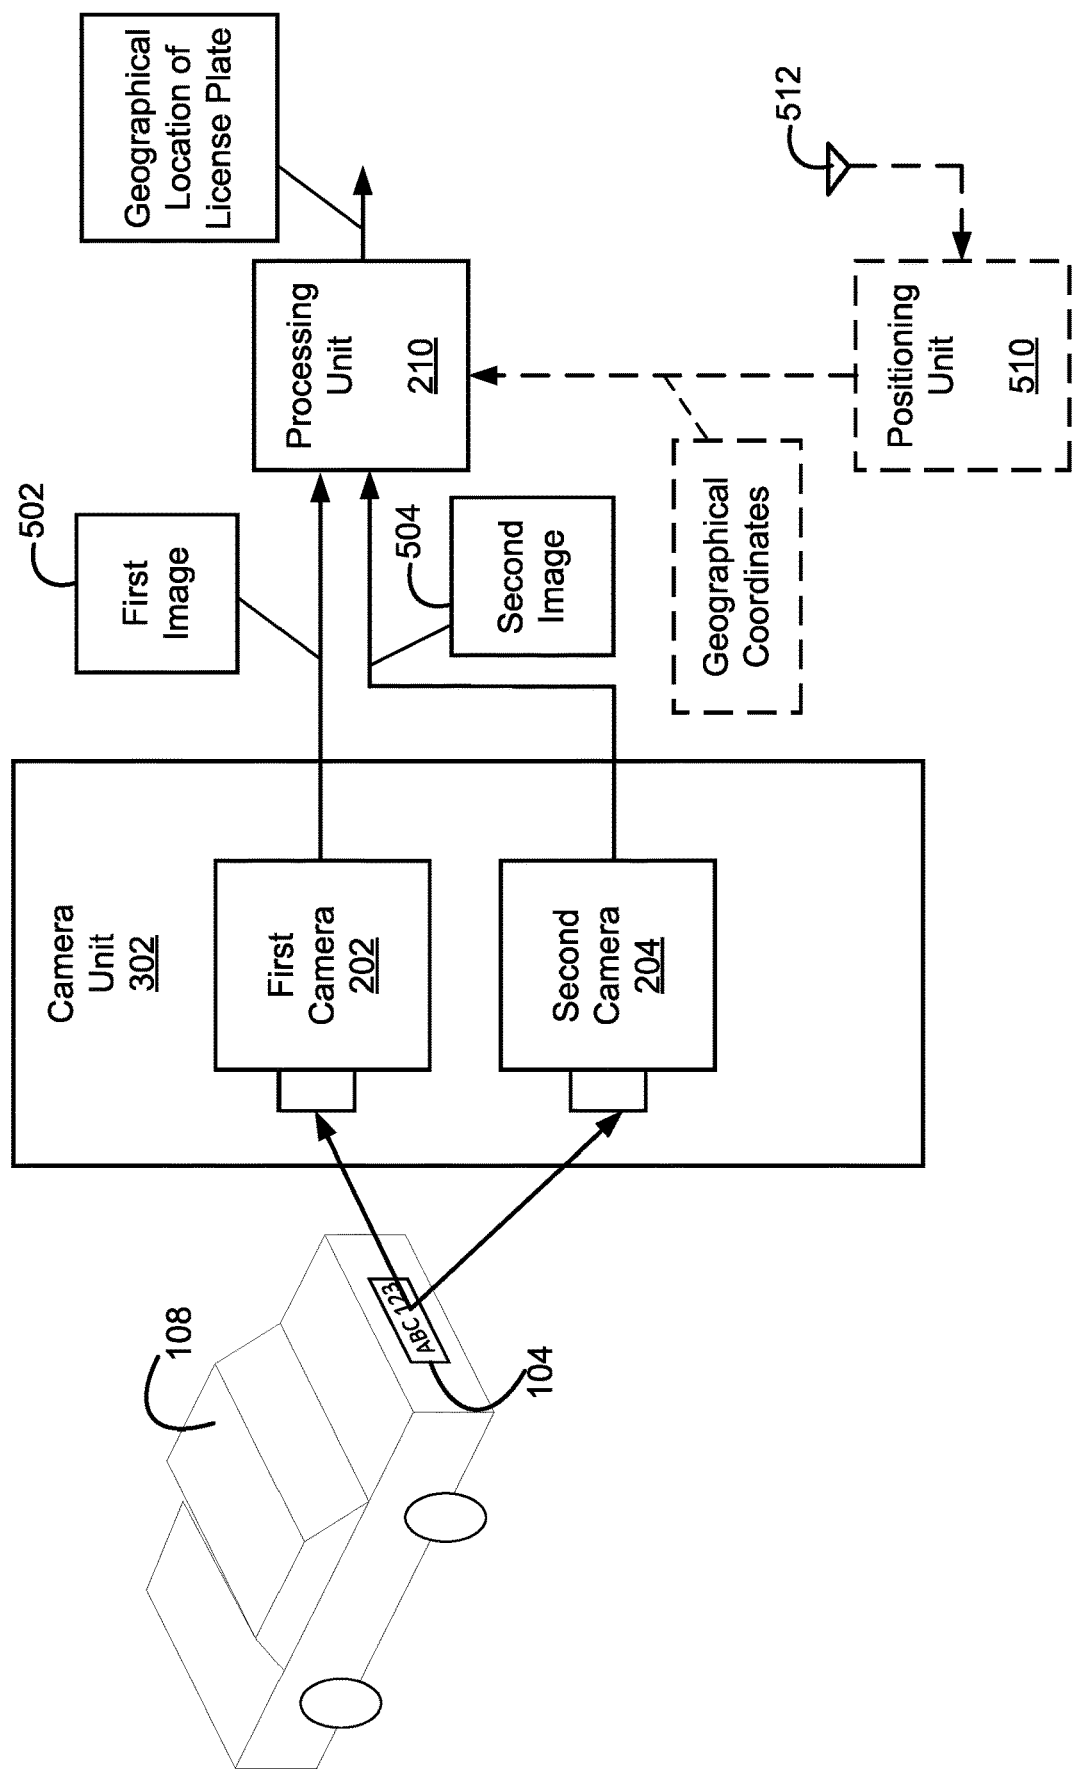 108
ABC 123
104
Camera
Unit
302
First
Camera
202
Second
Camera
204
502
First
Image
504
Second
Image
Geographical
Coordinates
Processing
Unit
210
Positioning
Unit
510
Geographical
Location of
License Plate
512